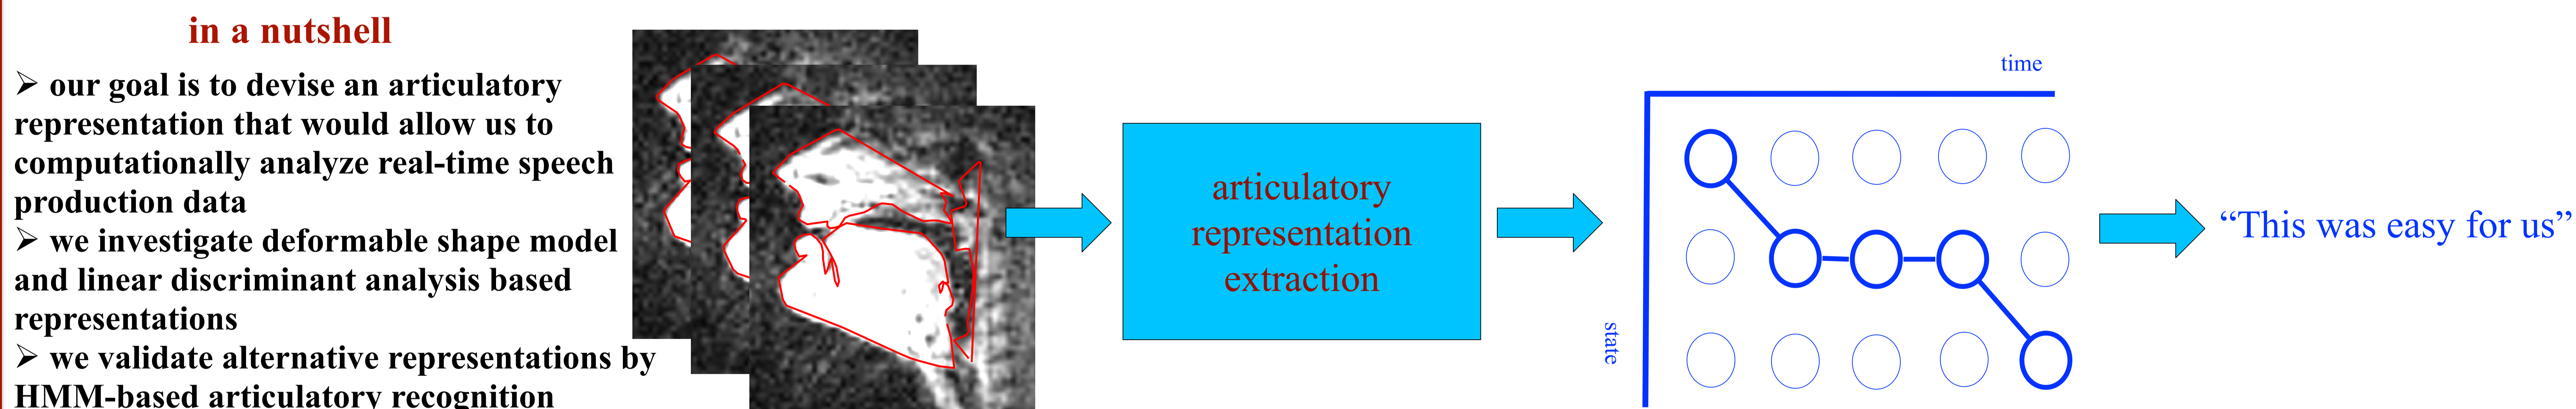 in a nutshell
➢ our goal is to devise an articulatory
representation that would allow us to
computationally analyze real-time speech
production data
➢ we investigate deformable shape model
and linear discriminant analysis based
representations
➢ we validate alternative representations by
HMM-based articulatory recognition
articulatory
representation
extraction
time
state
“This was easy for us”